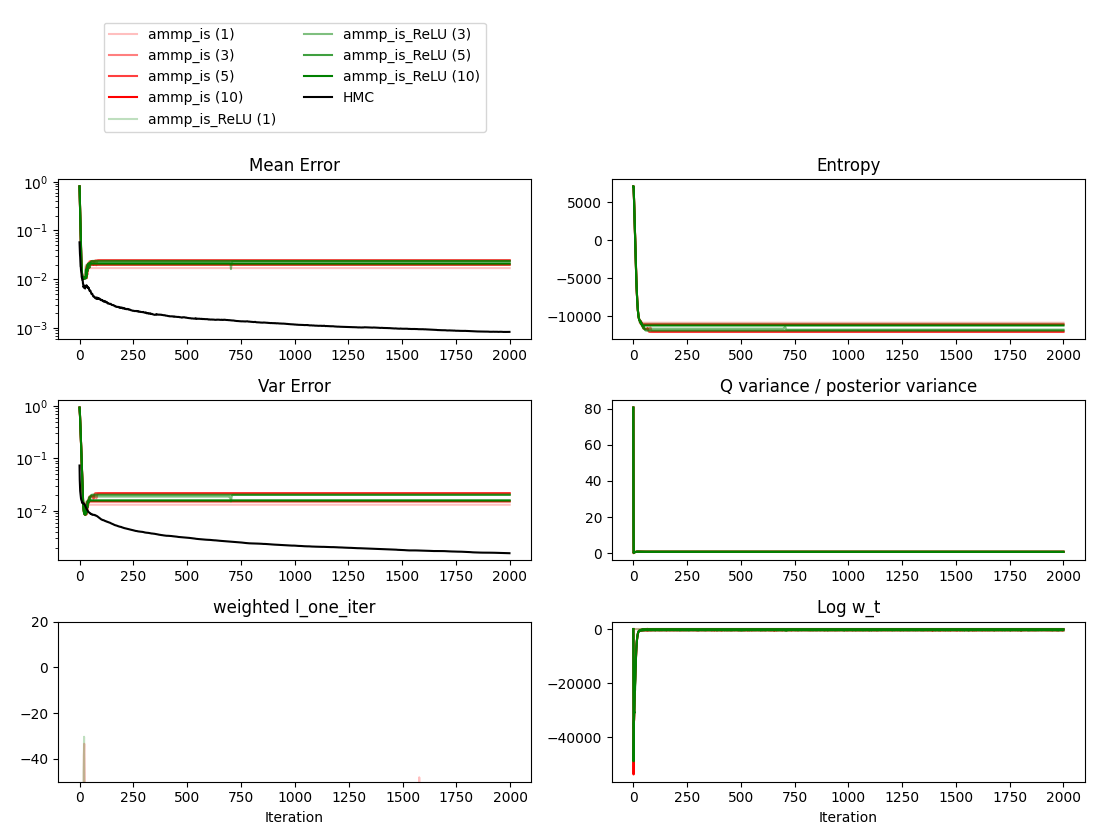 ammp_is (1)
ammp_is (3)
ammp_is (5)
ammp_is (10)
ammp_is_ReLU (1)
ammp_is_ReLU (3)
ammp_is_ReLU (5)
ammp_is_ReLU (10)
HMC
Mean Error
10^0
10^-1
10^-2
10^-3
0 250 500 750 1000 1250 1500 1750 2000
Entropy
5000
0
−5000
−10000
0 250 500 750 1000 1250 1500 1750 2000
Var Error
10^0
10^-1
10^-2
0 250 500 750 1000 1250 1500 1750 2000
Q variance / posterior variance
80
60
40
20
0
0 250 500 750 1000 1250 1500 1750 2000
weighted l_one_iter
20
0
−20
−40
0 250 500 750 1000 1250 1500 1750 2000
Iteration
Log w_t
0
−20000
−40000
0 250 500 750 1000 1250 1500 1750 2000
Iteration